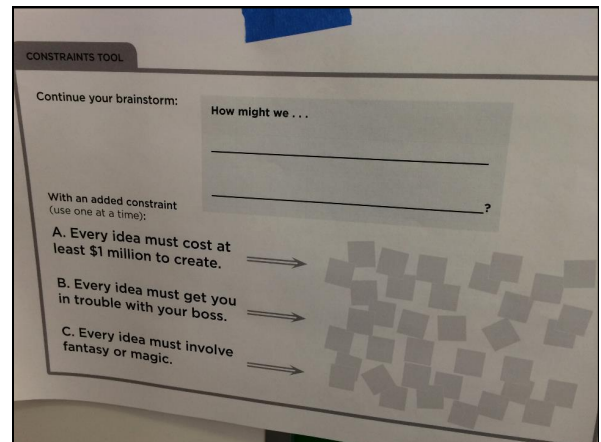 CONSTRAINTS TOOL
Continue your brainstorm:
How might we . . .
?
With an added constraint
(use one at a time):
A. Every idea must cost at
least $1 million to create.
B. Every idea must get you
in trouble with your boss.
C. Every idea must involve
fantasy or magic.